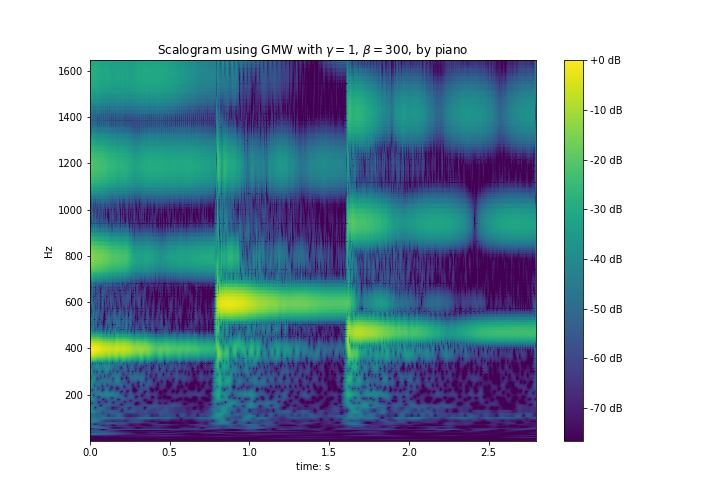 Scalogram using GMW with γ = 1, β = 300, by piano
1600
1400
1200
1000
800
600
400
200
Hz
0.0
0.5
1.0
1.5
2.0
2.5
time: s
+0 dB
-10 dB
-20 dB
-30 dB
-40 dB
-50 dB
-60 dB
-70 dB